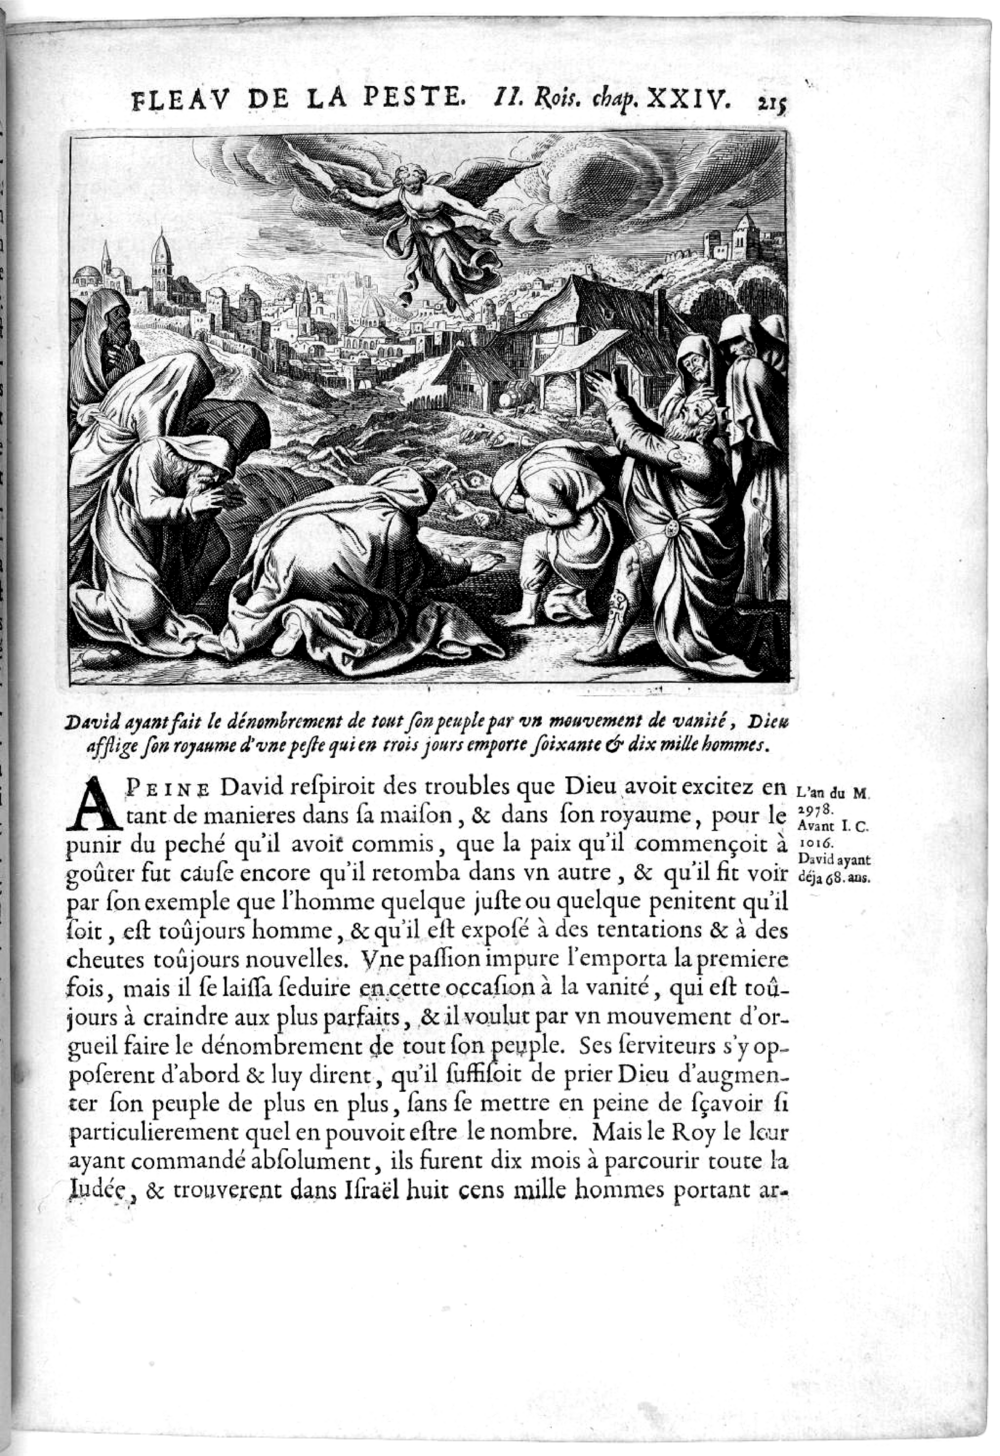 FLEAV DE LA PESTE. II. Rois. chap. XXIV. 215
David ayant fait le dénombrement de tout ſon peuple par vn mouvement de vanité, Dieu
afflige ſon royaume d'vne peſte qui en trois jours emporte ſoixante & dix mille hommes.
A PEINE David reſpiroit des troubles que Dieu avoit excitez en
tant de manieres dans ſa maiſon, & dans ſon royaume, pour le
punir du peché qu'il avoit commis, que la paix qu'il commençoit à
goûter fut cauſe encore qu'il retomba dans vn autre, & qu'il fit voir
par ſon exemple que l'homme quelque juſte ou quelque penitent qu'il
ſoit, eſt toûjours homme, & qu'il eſt expoſé à des tentations & à des
cheutes toûjours nouvelles. Vne paſſion impure l'emporta la premiere
fois, mais il ſe laiſſa ſeduire en cette occaſion à la vanité, qui eſt toû-
jours à craindre aux plus parfaits, & il voulut par vn mouvement d'or-
gueil faire le dénombrement de tout ſon peuple. Ses ſerviteurs s'y op-
poſerent d'abord & luy dirent, qu'il ſuffiſoit de prier Dieu d'augmen-
ter ſon peuple de plus en plus, ſans ſe mettre en peine de ſçavoir ſi
particulierement quel en pouvoit eſtre le nombre. Mais le Roy le leur
ayant commandé abſolument, ils furent dix mois à parcourir toute la
Iudée, & trouverent dans Iſraël huit cens mille hommes portant ar-
L'an du M.
2978.
Avant I. C.
1016.
David ayant
déja 68. ans.